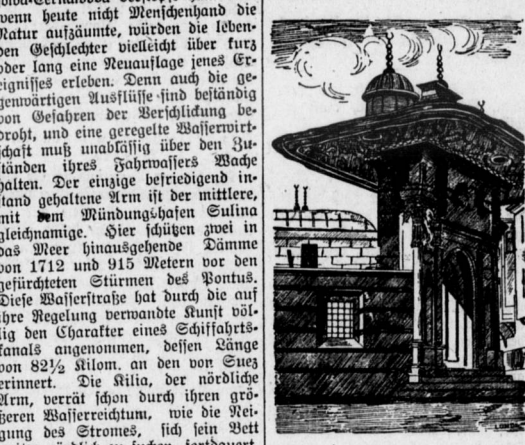 wenn heute nicht Menschenhand die
Natur aufzäumte, würden die leben-
den Geschlechter vielleicht über kurz
oder lang eine Neuauflage jenes Er-
eignisses erleben. Denn auch die ge-
genwärtigen Ausflüsse sind beständig
von Gefahren der Verschlickung be-
droht, und eine geregelte Wasserwirt-
schaft muß unablässig über den Zu-
ständen ihres Fahrwassers Wache
halten. Der einzige befriedigend in-
stand gehaltene Arm ist der mittlere,
mit dem Mündungshafen Sulina
gleichnamige. Hier schützen zwei in
das Meer hinausgehende Dämme
von 1712 und 915 Metern vor den
gefürchteten Stürmen des Pontus.
Diese Wasserstraße hat durch die auf
ihre Regelung verwandte Kunst völ-
lig den Charakter eines Schiffahrts-
kanals angenommen, dessen Länge
von 82½ Kilom. an den von Suez
erinnert. Die Kilia, der nördliche
Arm, verrät schon durch ihren grö-
ßeren Wasserreichtum, wie die Nei-
gung des Stromes, sich sein Bett